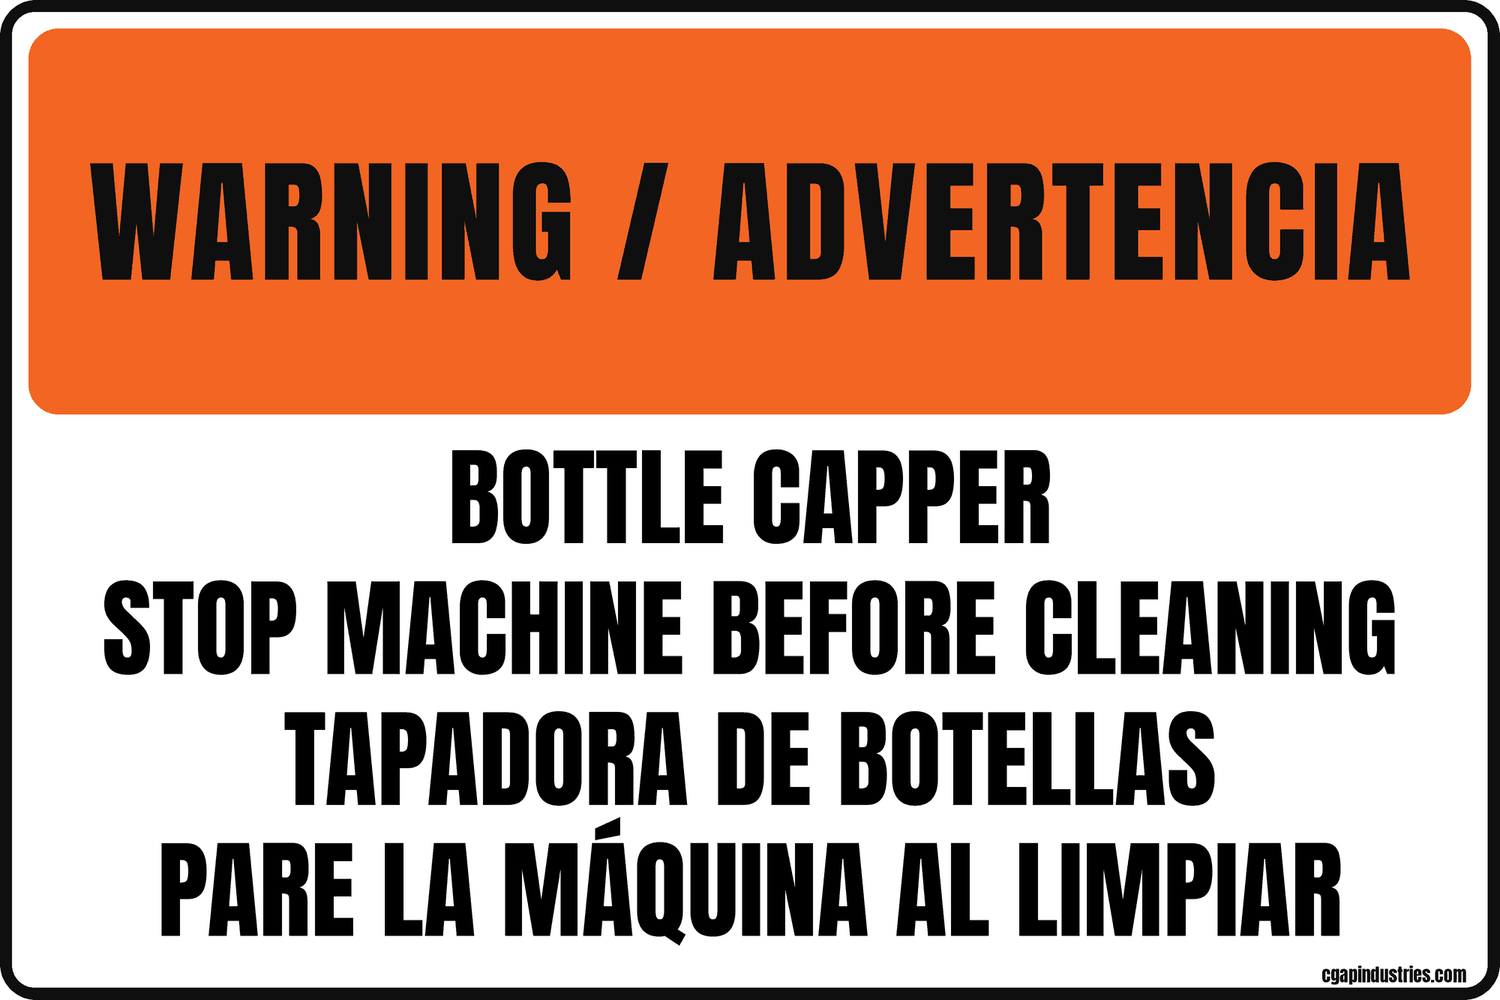 WARNING / ADVERTENCIA
BOTTLE CAPPER
STOP MACHINE BEFORE CLEANING
TAPADORA DE BOTELLAS
PARE LA MÁQUINA AL LIMPIAR
cgapindustries.com